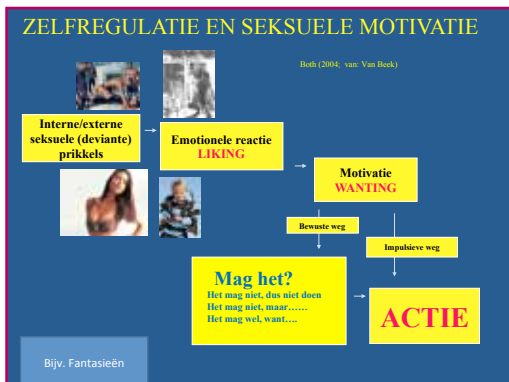 ZELFREGULATIE EN SEKSUELE MOTIVATIE
Both (2004; van: Van Beek)
Interne/externe
seksuele (deviante)
prikkels
Emotionele reactie
LIKING
Motivatie
WANTING
Bewuste weg
Impulsieve weg
Mag het?
Het mag niet, dus niet doen
Het mag niet, maar……
Het mag wel, want….
ACTIE
Bijv. Fantasieën